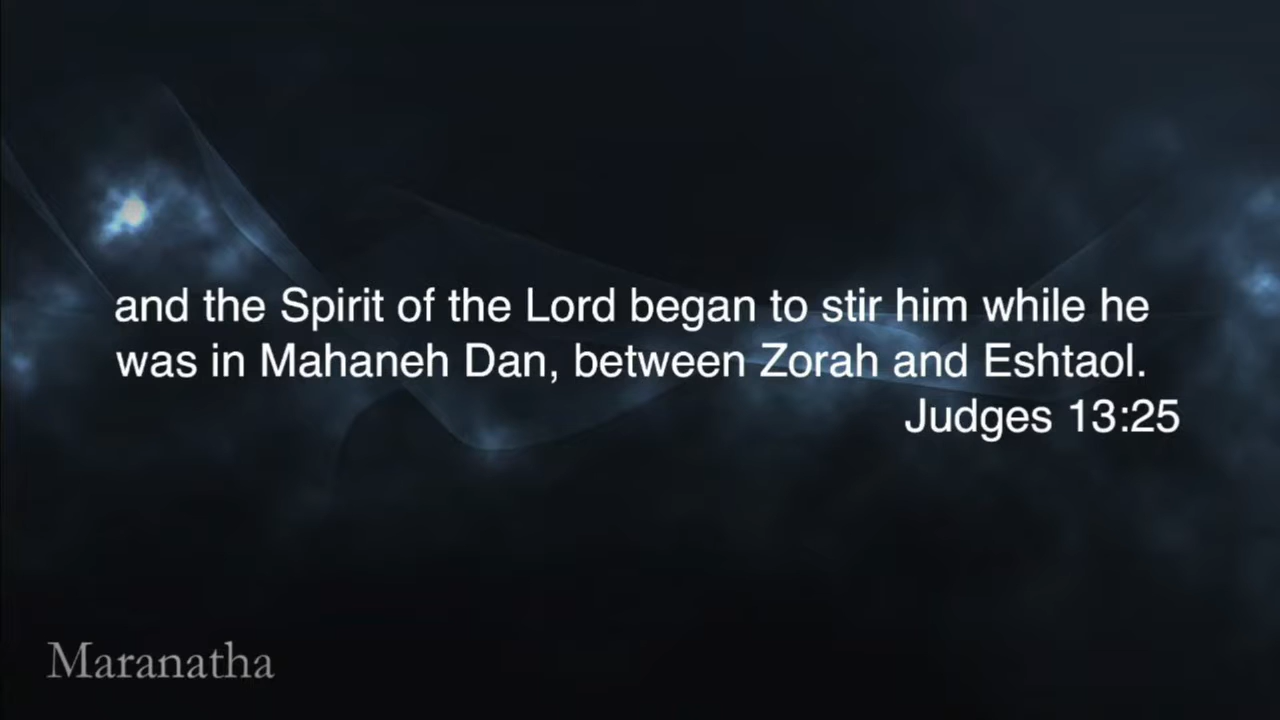 and the Spirit of the Lord began to stir him while he
was in Mahaneh Dan, between Zorah and Eshtaol.
Judges 13:25
Maranatha